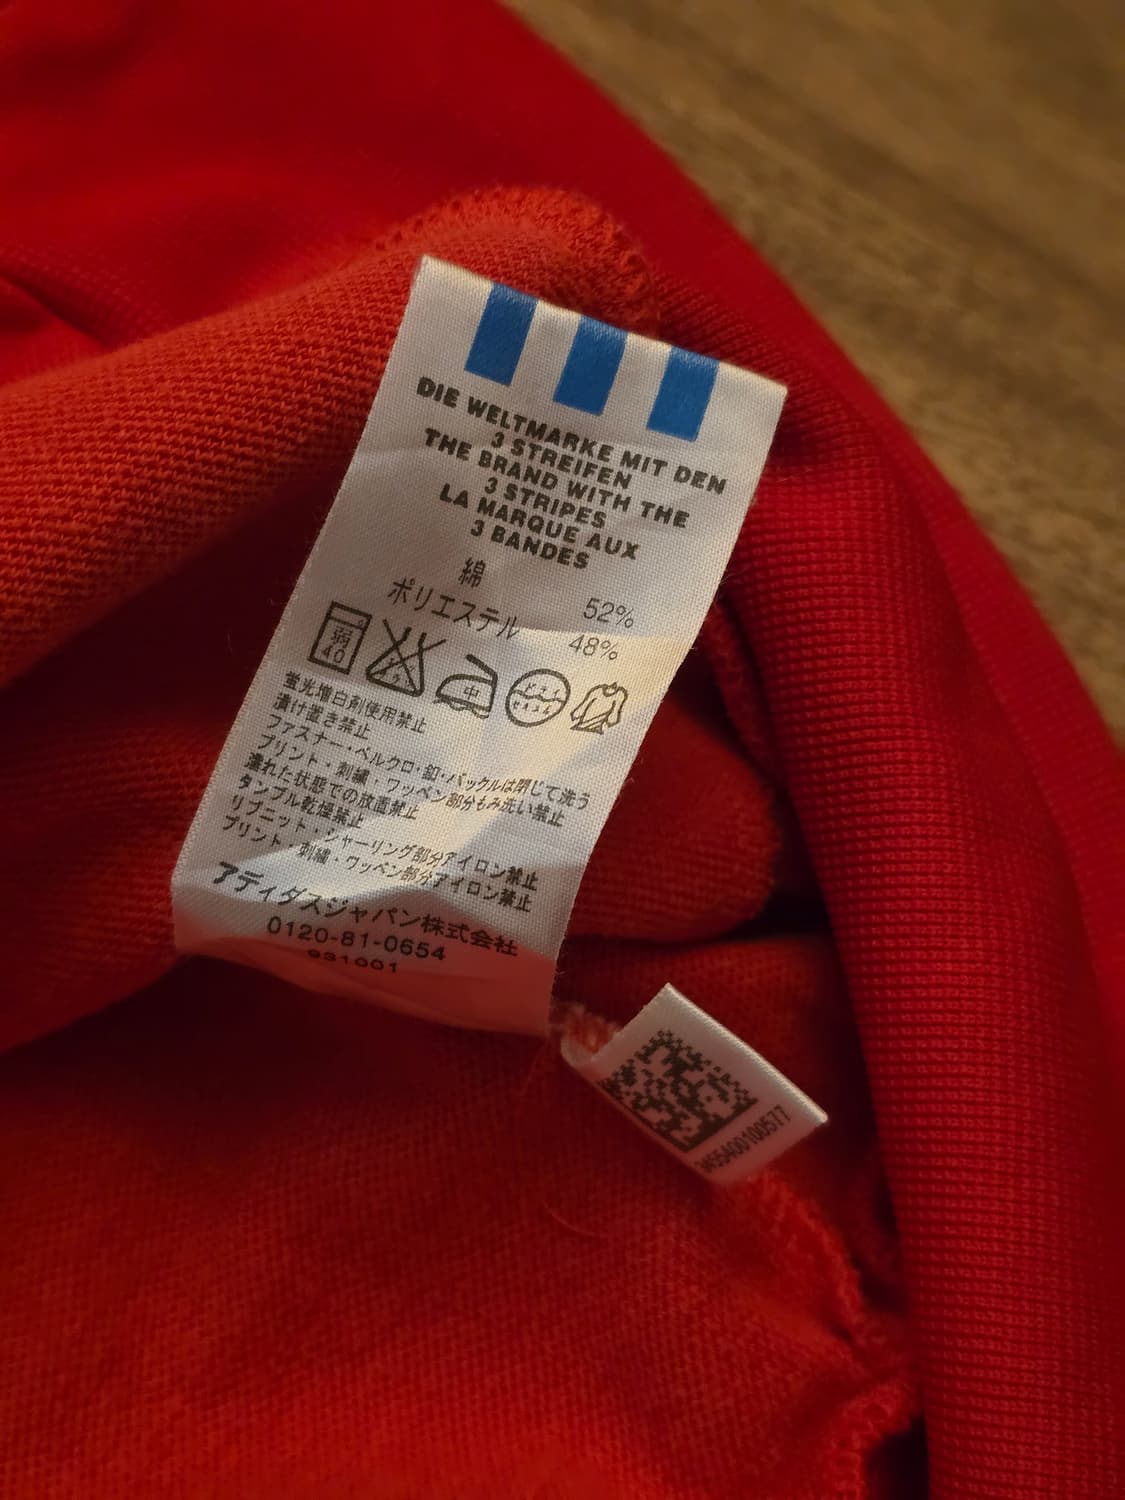 DIE WELTMARKE MIT DEN
3 STREIFEN
THE BRAND WITH THE
3 STRIPES
LA MARQUE AUX
3 BANDES
綿 52%
ポリエステル 48%
弱
40
中
蛍光増白剤使用禁止
漬け置き禁止
ファスナー・ベルクロ・釦・バックルは閉じて洗う
プリント・刺繍・ワッペン部分もみ洗い禁止
濡れた状態での放置禁止
タンブル乾燥禁止
リブニット・シャーリング部分アイロン禁止
プリント・刺繍・ワッペン部分アイロン禁止
アディダスジャパン株式会社
0120-81-0654
931001